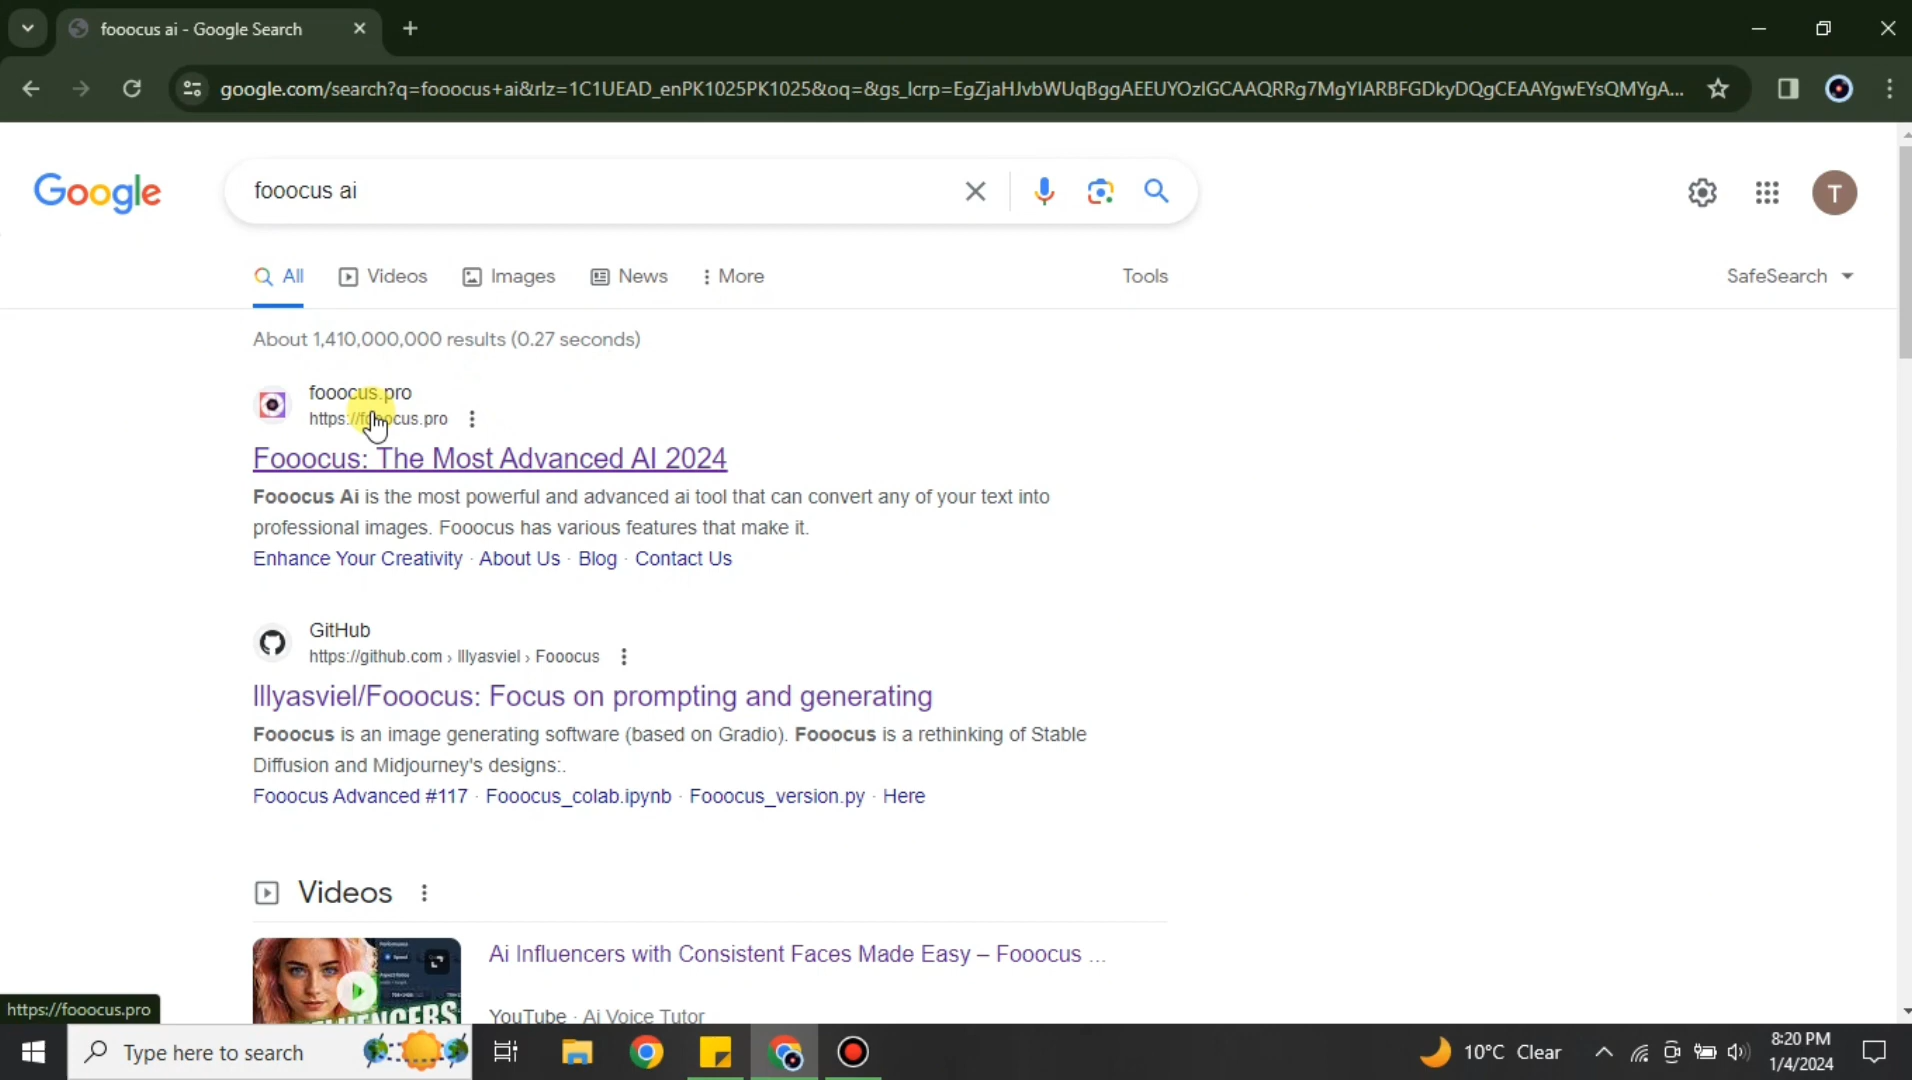 fooocus ai - Google Search
google.com/search?q=fooocus+ai&rlz=1C1UEAD_enPK1025PK1025&oq=&gs_lcrp=EgZjaHJvbWUqBggAEEUYOzIGCAAQRRg7MgYIARBFGDkyDQgCEAAYgwEYsQMYgA...
Google
fooocus ai
T
All
Videos
Images
News
More
Tools
SafeSearch
About 1,410,000,000 results (0.27 seconds)
fooocus.pro
https://fooocus.pro
Fooocus: The Most Advanced AI 2024
Fooocus Ai is the most powerful and advanced ai tool that can convert any of your text into
professional images. Fooocus has various features that make it.
Enhance Your Creativity · About Us · Blog · Contact Us
GitHub
https://github.com › lllyasviel › Fooocus
lllyasviel/Fooocus: Focus on prompting and generating
Fooocus is an image generating software (based on Gradio). Fooocus is a rethinking of Stable
Diffusion and Midjourney's designs:.
Fooocus Advanced #117 · Fooocus_colab.ipynb · Fooocus_version.py · Here
Videos
Ai Influencers with Consistent Faces Made Easy – Fooocus ...
YouTube · Ai Voice Tutor
https://fooocus.pro
Type here to search
10°C Clear
8:20 PM
1/4/2024